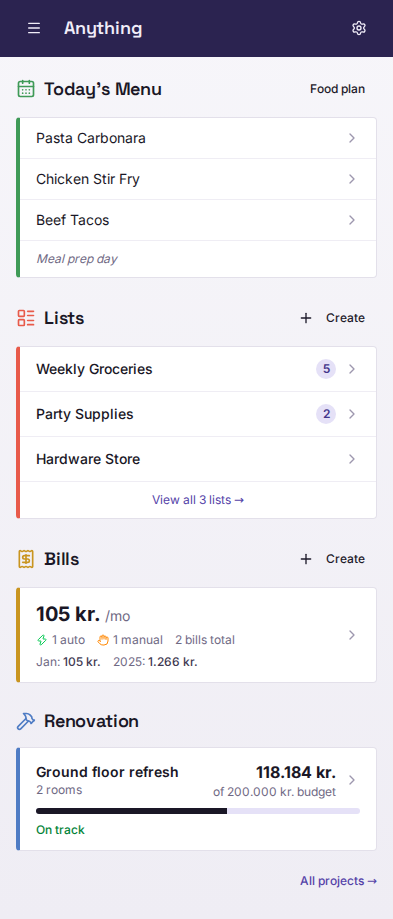 Anything
Today's Menu
Food plan
Pasta Carbonara
Chicken Stir Fry
Beef Tacos
Meal prep day
Lists
+ Create
Weekly Groceries 5
Party Supplies 2
Hardware Store
View all 3 lists →
Bills
+ Create
105 kr. /mo
1 auto 1 manual 2 bills total
Jan: 105 kr. 2025: 1.266 kr.
Renovation
Ground floor refresh 118.184 kr.
2 rooms of 200.000 kr. budget
On track
All projects →